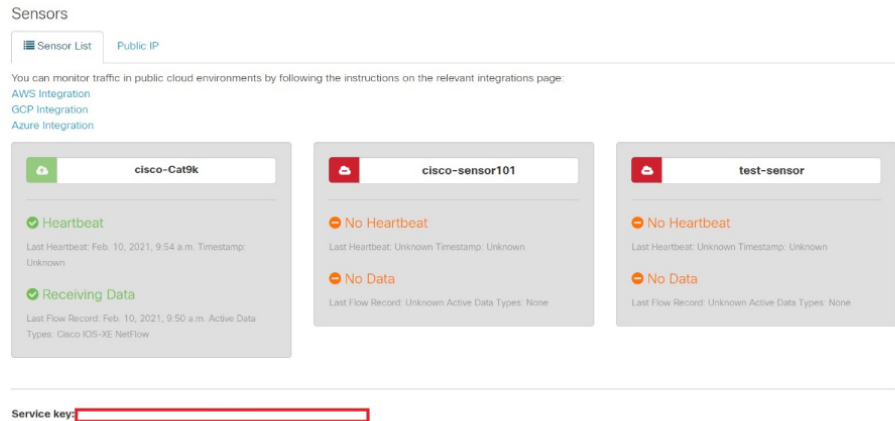 Sensors
Sensor List Public IP
You can monitor traffic in public cloud environments by following the instructions on the relevant integrations page:
AWS Integration
GCP Integration
Azure Integration
cisco-Cat9k
Heartbeat
Last Heartbeat: Feb. 10, 2021, 9:54 a.m. Timestamp:
Unknown
Receiving Data
Last Flow Record: Feb. 10, 2021, 9:50 a.m. Active Data
Types: Cisco IOS-XE NetFlow
cisco-sensor101
No Heartbeat
Last Heartbeat: Unknown Timestamp: Unknown
No Data
Last Flow Record: Unknown Active Data Types: None
test-sensor
No Heartbeat
Last Heartbeat: Unknown Timestamp: Unknown
No Data
Last Flow Record: Unknown Active Data Types: None
Service key: